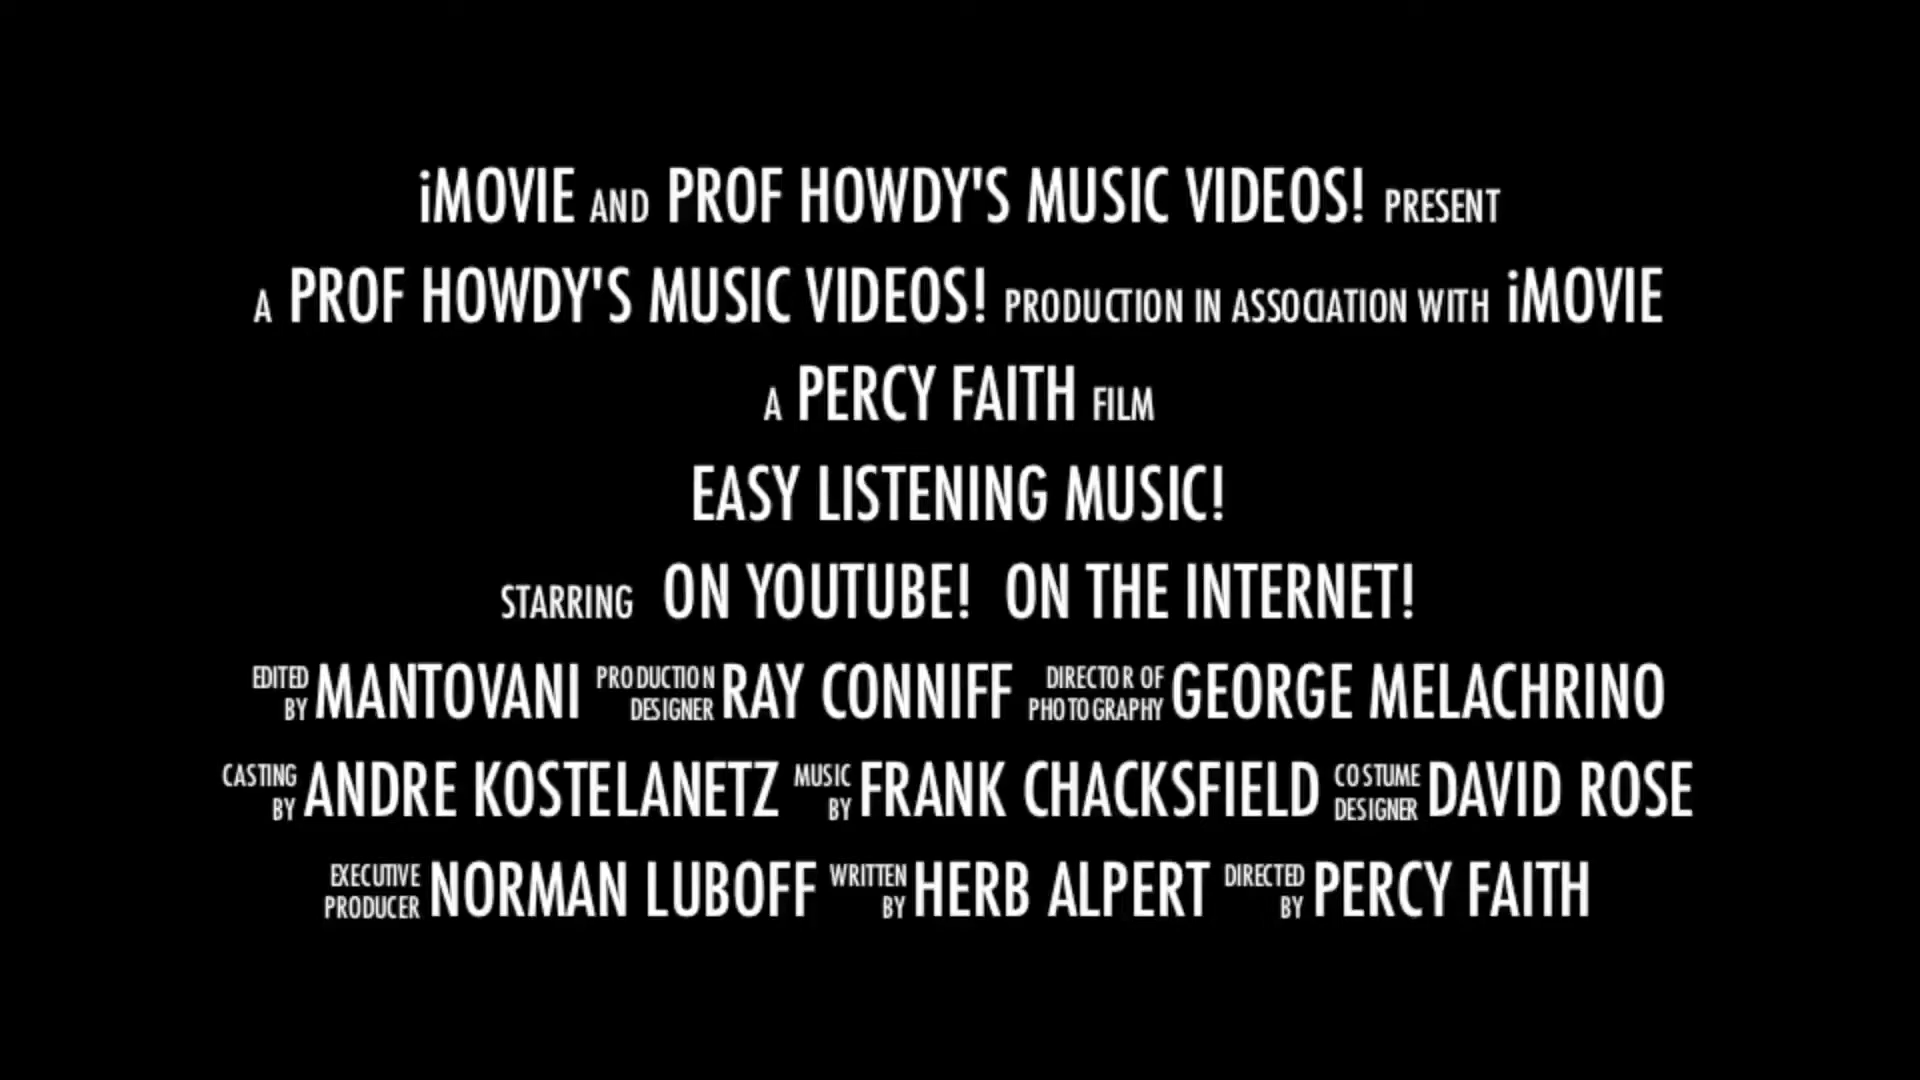 iMOVIE AND PROF HOWDY'S MUSIC VIDEOS! PRESENT
A PROF HOWDY'S MUSIC VIDEOS! PRODUCTION IN ASSOCIATION WITH iMOVIE
A PERCY FAITH FILM
EASY LISTENING MUSIC!
STARRING ON YOUTUBE! ON THE INTERNET!
EDITED BY MANTOVANI PRODUCTION DESIGNER RAY CONNIFF DIRECTOR OF PHOTOGRAPHY GEORGE MELACHRINO
CASTING BY ANDRE KOSTELANETZ MUSIC BY FRANK CHACKSFIELD COSTUME DESIGNER DAVID ROSE
EXECUTIVE PRODUCER NORMAN LUBOFF WRITTEN BY HERB ALPERT DIRECTED BY PERCY FAITH